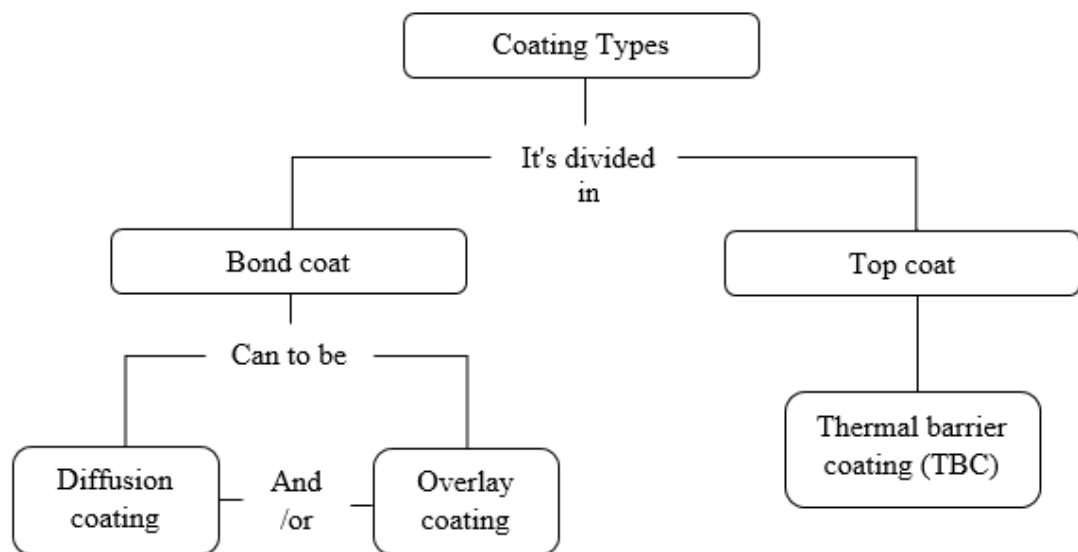 Coating Types
It's divided
in
Bond coat
Top coat
Can to be
Thermal barrier
coating (TBC)
Diffusion
coating
And
/or
Overlay
coating